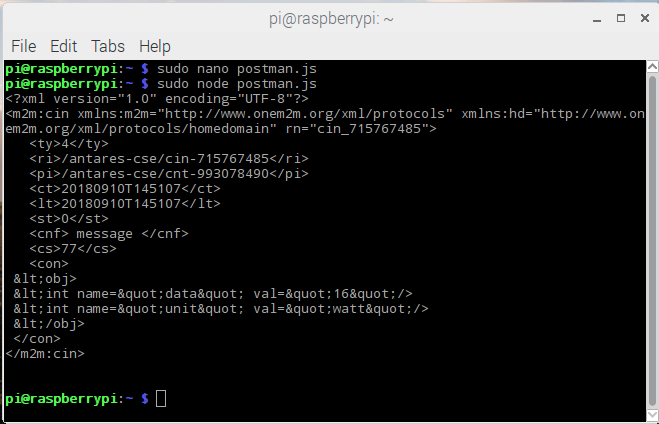 pi@raspberrypi: ~
File Edit Tabs Help
pi@raspberrypi:~ $ sudo nano postman.js
pi@raspberrypi:~ $ sudo node postman.js
<?xml version="1.0" encoding="UTF-8"?>
<m2m:cin xmlns:m2m="http://www.onem2m.org/xml/protocols" xmlns:hd="http://www.on
em2m.org/xml/protocols/homedomain" rn="cin_715767485">
   <ty>4</ty>
   <ri>/antares-cse/cin-715767485</ri>
   <pi>/antares-cse/cnt-993078490</pi>
   <ct>20180910T145107</ct>
   <lt>20180910T145107</lt>
   <st>0</st>
   <cnf> message </cnf>
   <cs>77</cs>
   <con>
 &lt;obj>
 &lt;int name=&quot;data&quot; val=&quot;16&quot;/>
 &lt;int name=&quot;unit&quot; val=&quot;watt&quot;/>
 &lt;/obj>
 </con>
</m2m:cin>
pi@raspberrypi:~ $